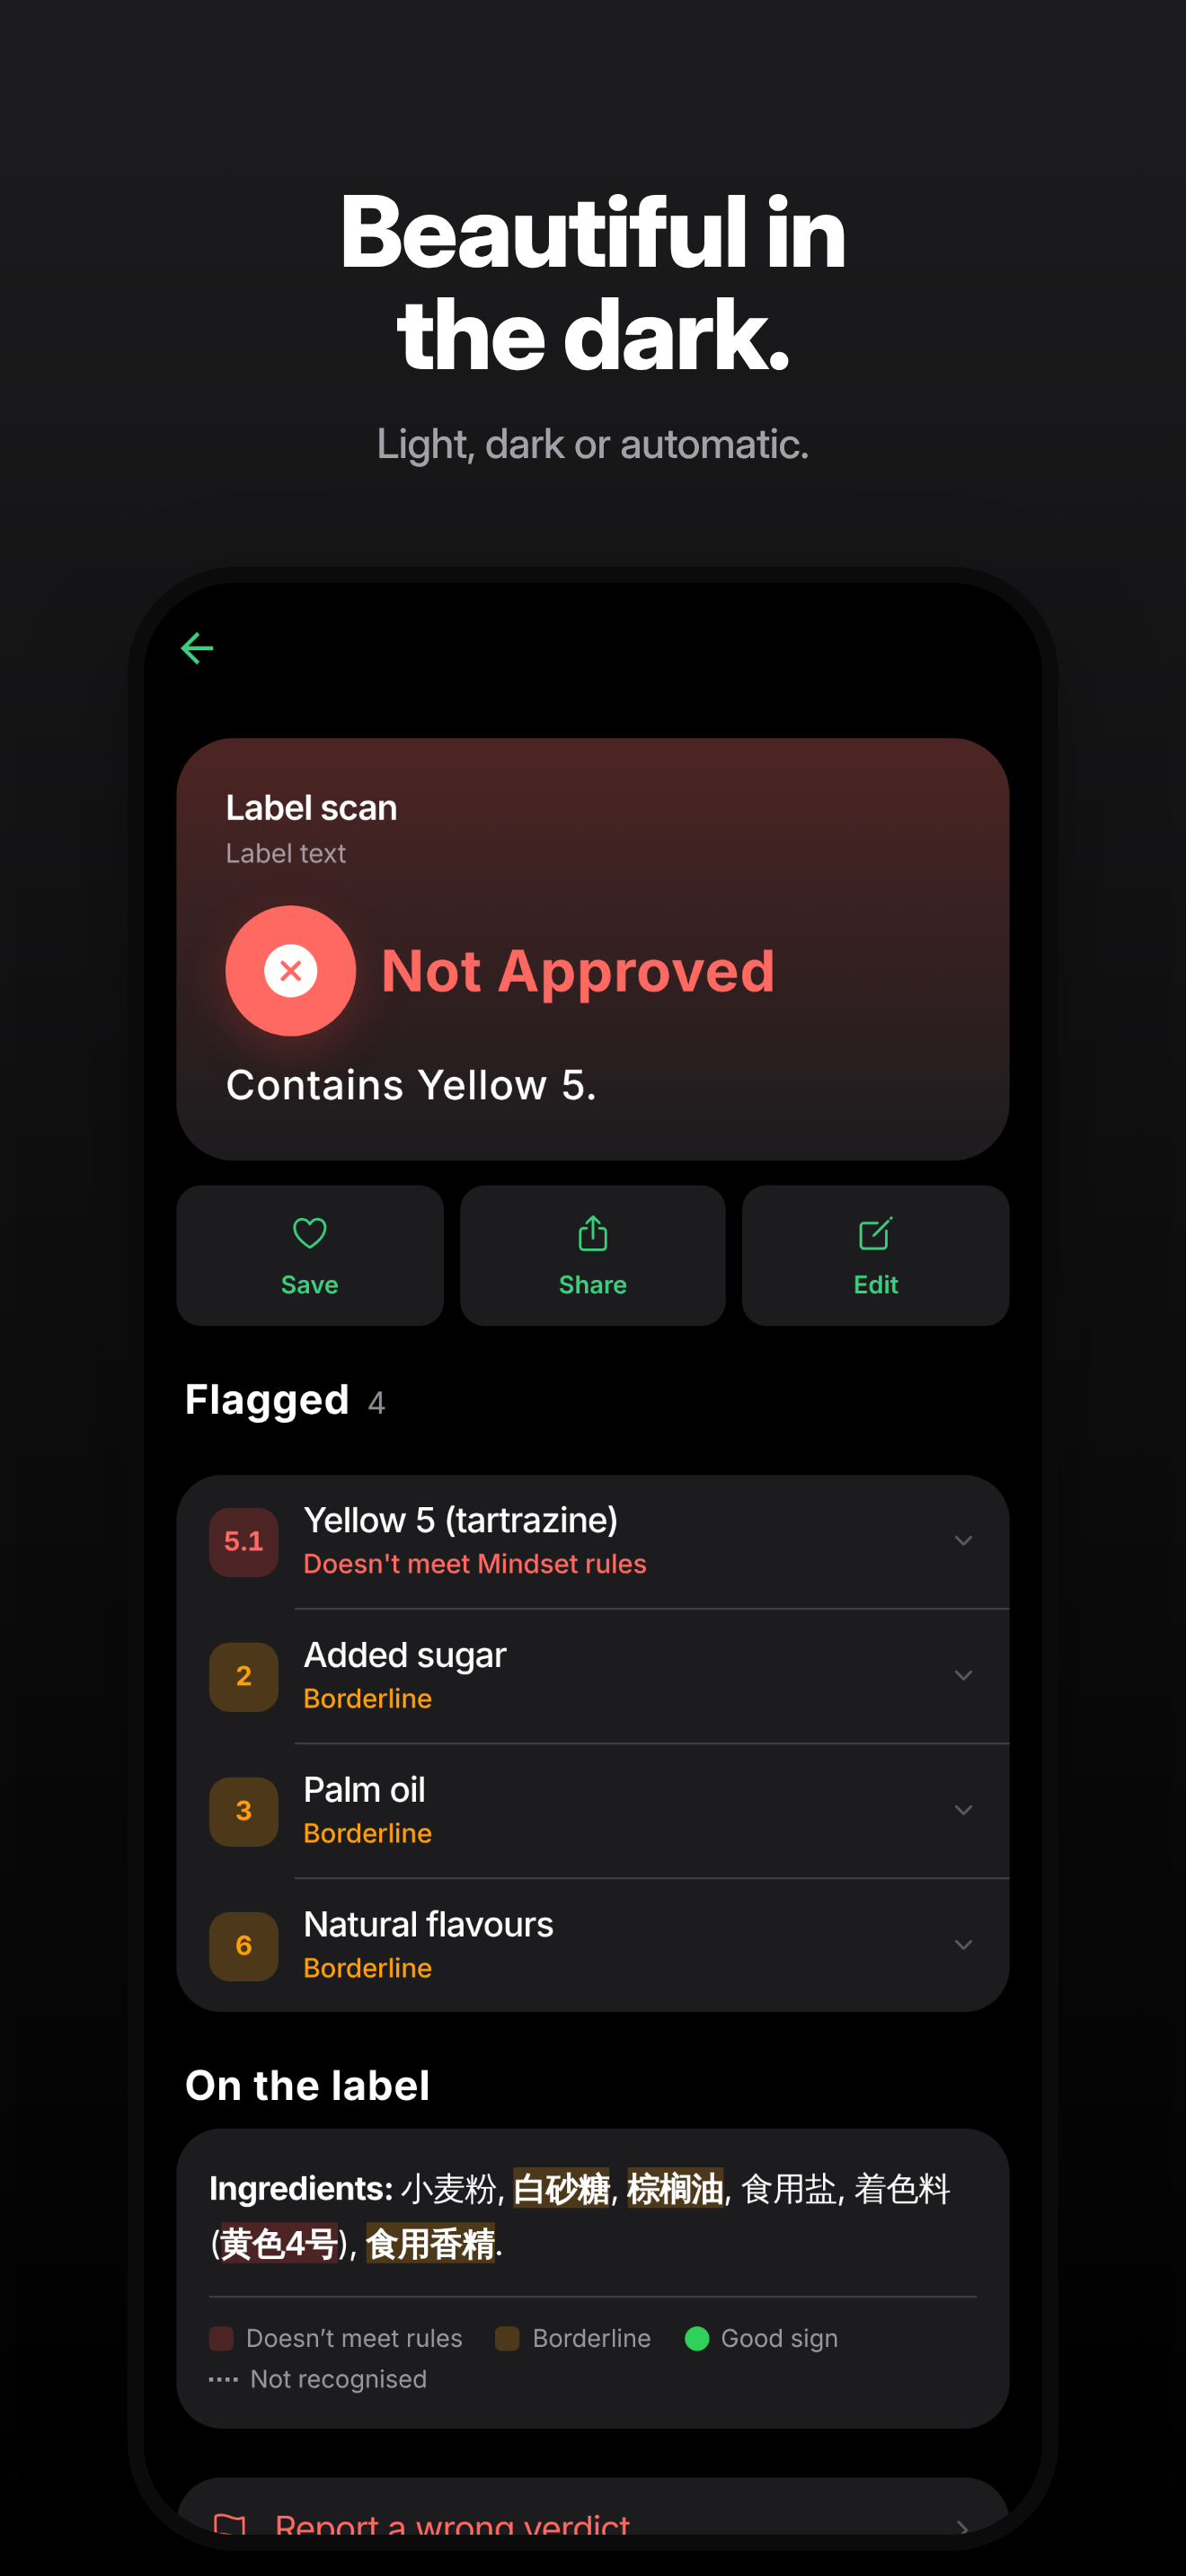 Beautiful in
the dark.
Light, dark or automatic.
Label scan
Label text
Not Approved
Contains Yellow 5.
Save
Share
Edit
Flagged 4
5.1
Yellow 5 (tartrazine)
Doesn't meet Mindset rules
2
Added sugar
Borderline
3
Palm oil
Borderline
6
Natural flavours
Borderline
On the label
Ingredients: 小麦粉, 白砂糖, 棕榈油, 食用盐, 着色料
(黄色4号), 食用香精.
Doesn’t meet rules
Borderline
Good sign
Not recognised
Report a wrong verdict